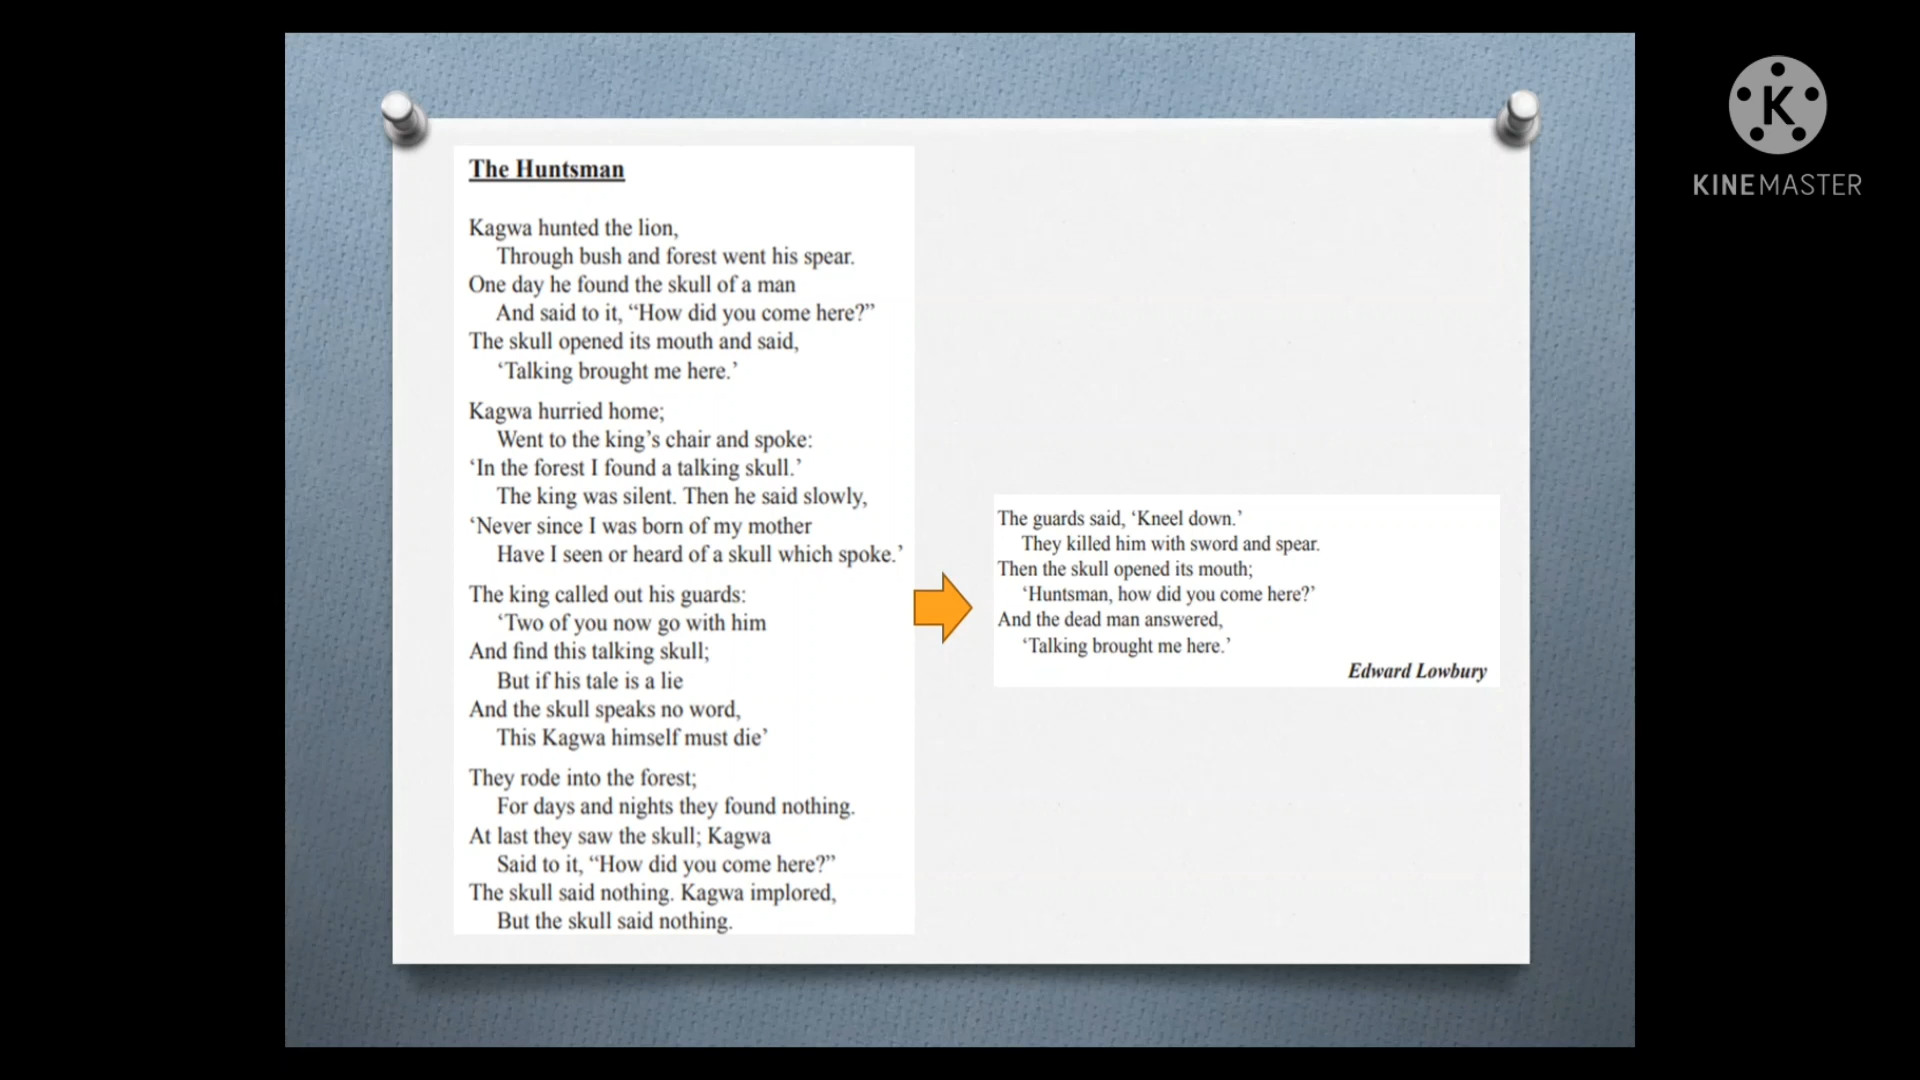 The Huntsman
Kagwa hunted the lion,
Through bush and forest went his spear.
One day he found the skull of a man
And said to it, “How did you come here?”
The skull opened its mouth and said,
‘Talking brought me here.’
Kagwa hurried home;
Went to the king’s chair and spoke:
‘In the forest I found a talking skull.’
The king was silent. Then he said slowly,
‘Never since I was born of my mother
Have I seen or heard of a skull which spoke.’
The king called out his guards:
‘Two of you now go with him
And find this talking skull;
But if his tale is a lie
And the skull speaks no word,
This Kagwa himself must die’
They rode into the forest;
For days and nights they found nothing.
At last they saw the skull; Kagwa
Said to it, “How did you come here?”
The skull said nothing. Kagwa implored,
But the skull said nothing.
The guards said, ‘Kneel down.’
They killed him with sword and spear.
Then the skull opened its mouth;
‘Huntsman, how did you come here?’
And the dead man answered,
‘Talking brought me here.’
Edward Lowbury
K
KINEMASTER